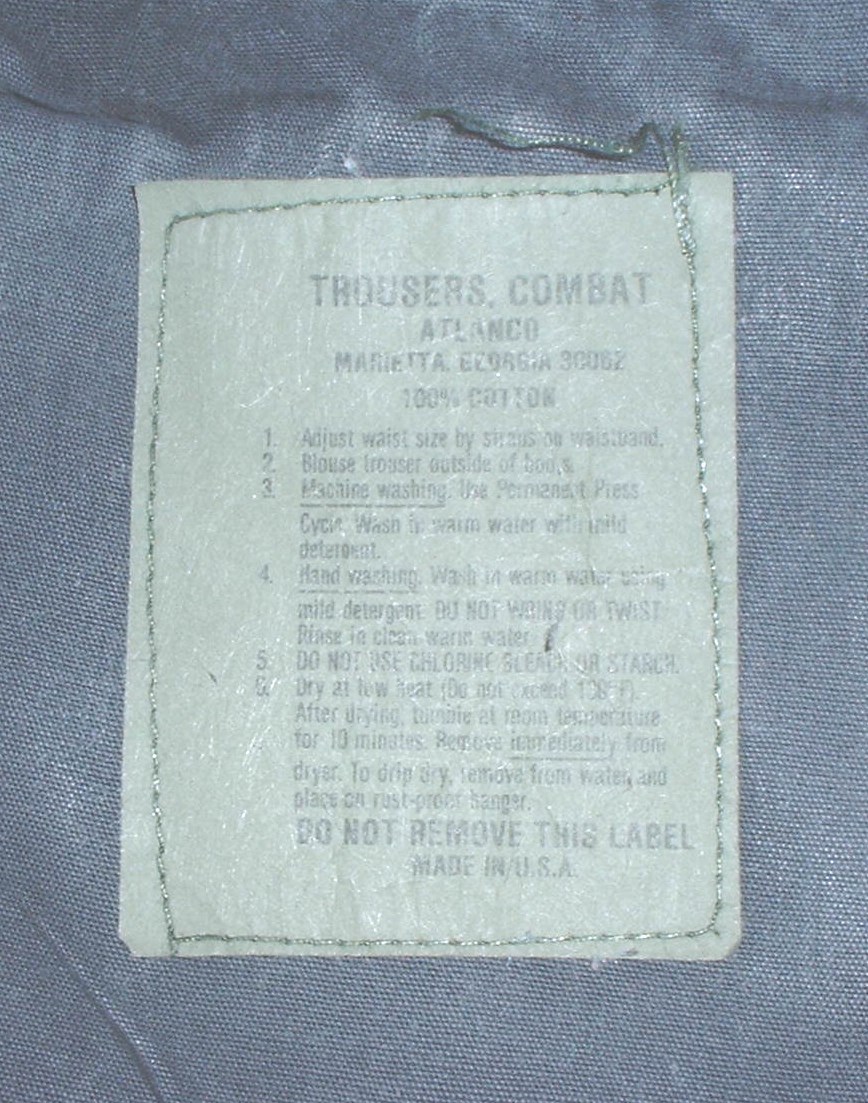 TROUSERS, COMBAT
ATLANCO
MARIETTA, GEORGIA 30062
100% COTTON
1. Adjust waist size by straps on waistband.
2. Blouse trouser outside of boots.
3. Machine washing. Use Permanent Press
Cycle. Wash in warm water with mild
detergent.
4. Hand washing. Wash in warm water using
mild detergent. DO NOT WRING OR TWIST
Rinse in clean warm water.
5. DO NOT USE CHLORINE BLEACH OR STARCH.
6. Dry at low heat (Do not exceed
After drying, tumble at room temperature
for 10 minutes. Remove immediately from
dryer. To drip dry, remove from water, and
place on rust-proof hanger.
DO NOT REMOVE THIS LABEL
MADE IN U.S.A.